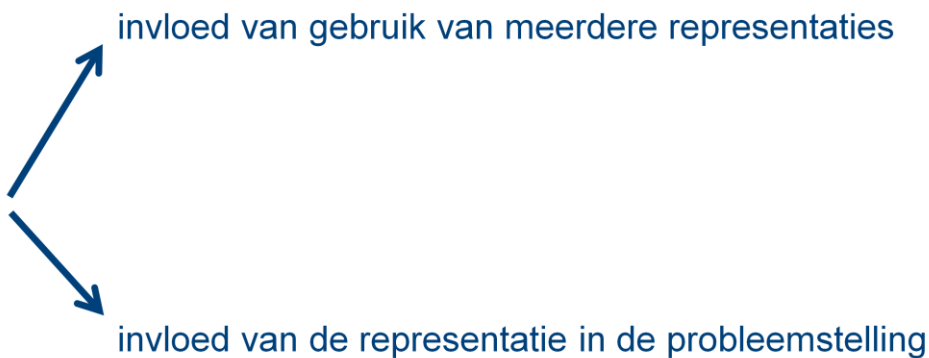 invloed van gebruik van meerdere representaties
invloed van de representatie in de probleemstelling